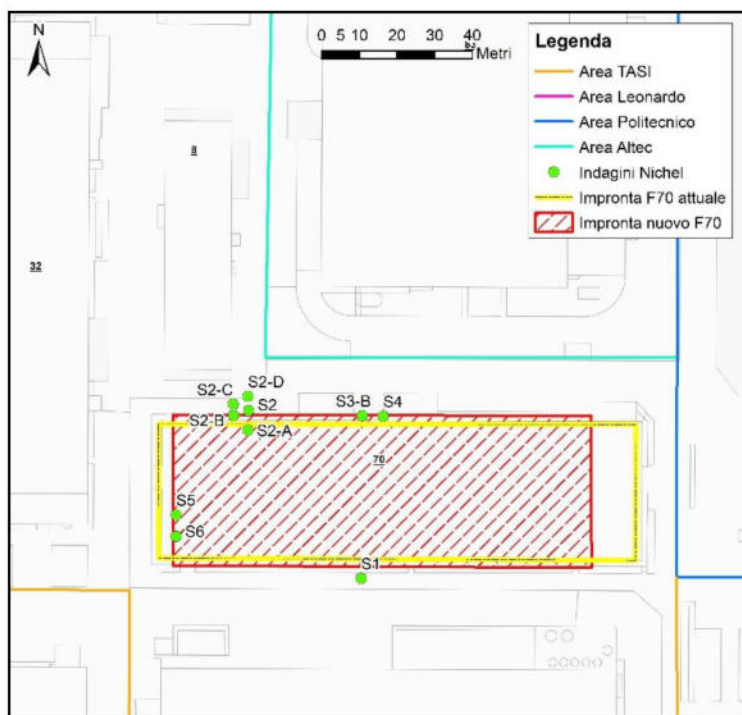 N
0 5 10 20 30 40
Metri
Legenda
Area TASI
Area Leonardo
Area Politecnico
Area Altec
Indagini Nichel
Impronta F70 attuale
Impronta nuovo F70
8
32
S2-D
S2-C
S2
S2-B
S2-A
S3-B S4
70
S5
S6
S1